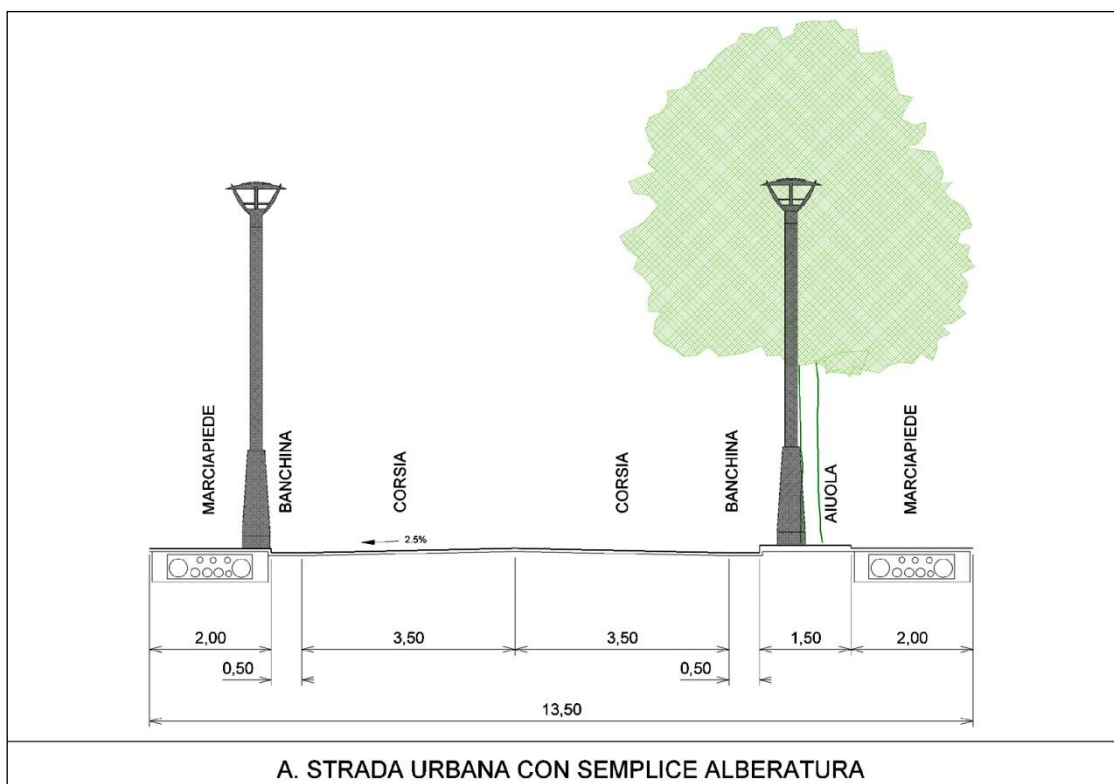 MARCIAPIEDE
BANCHINA
CORSIA
CORSIA
BANCHINA
AIUOLA
MARCIAPIEDE
2.5%
2,00
3,50
3,50
1,50
2,00
0,50
0,50
13,50
A. STRADA URBANA CON SEMPLICE ALBERATURA